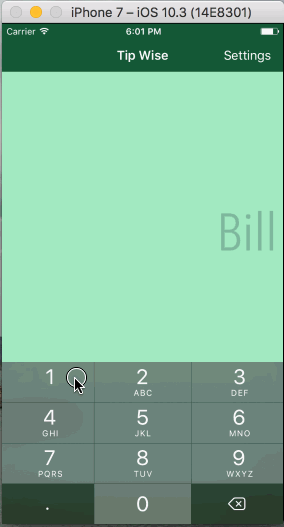 iPhone 7 – iOS 10.3 (14E8301)
Carrier 6:01 PM
Tip Wise Settings
Bill
1 2 3
ABC DEF
4 5 6
GHI JKL MNO
7 8 9
PQRS TUV WXYZ
. 0